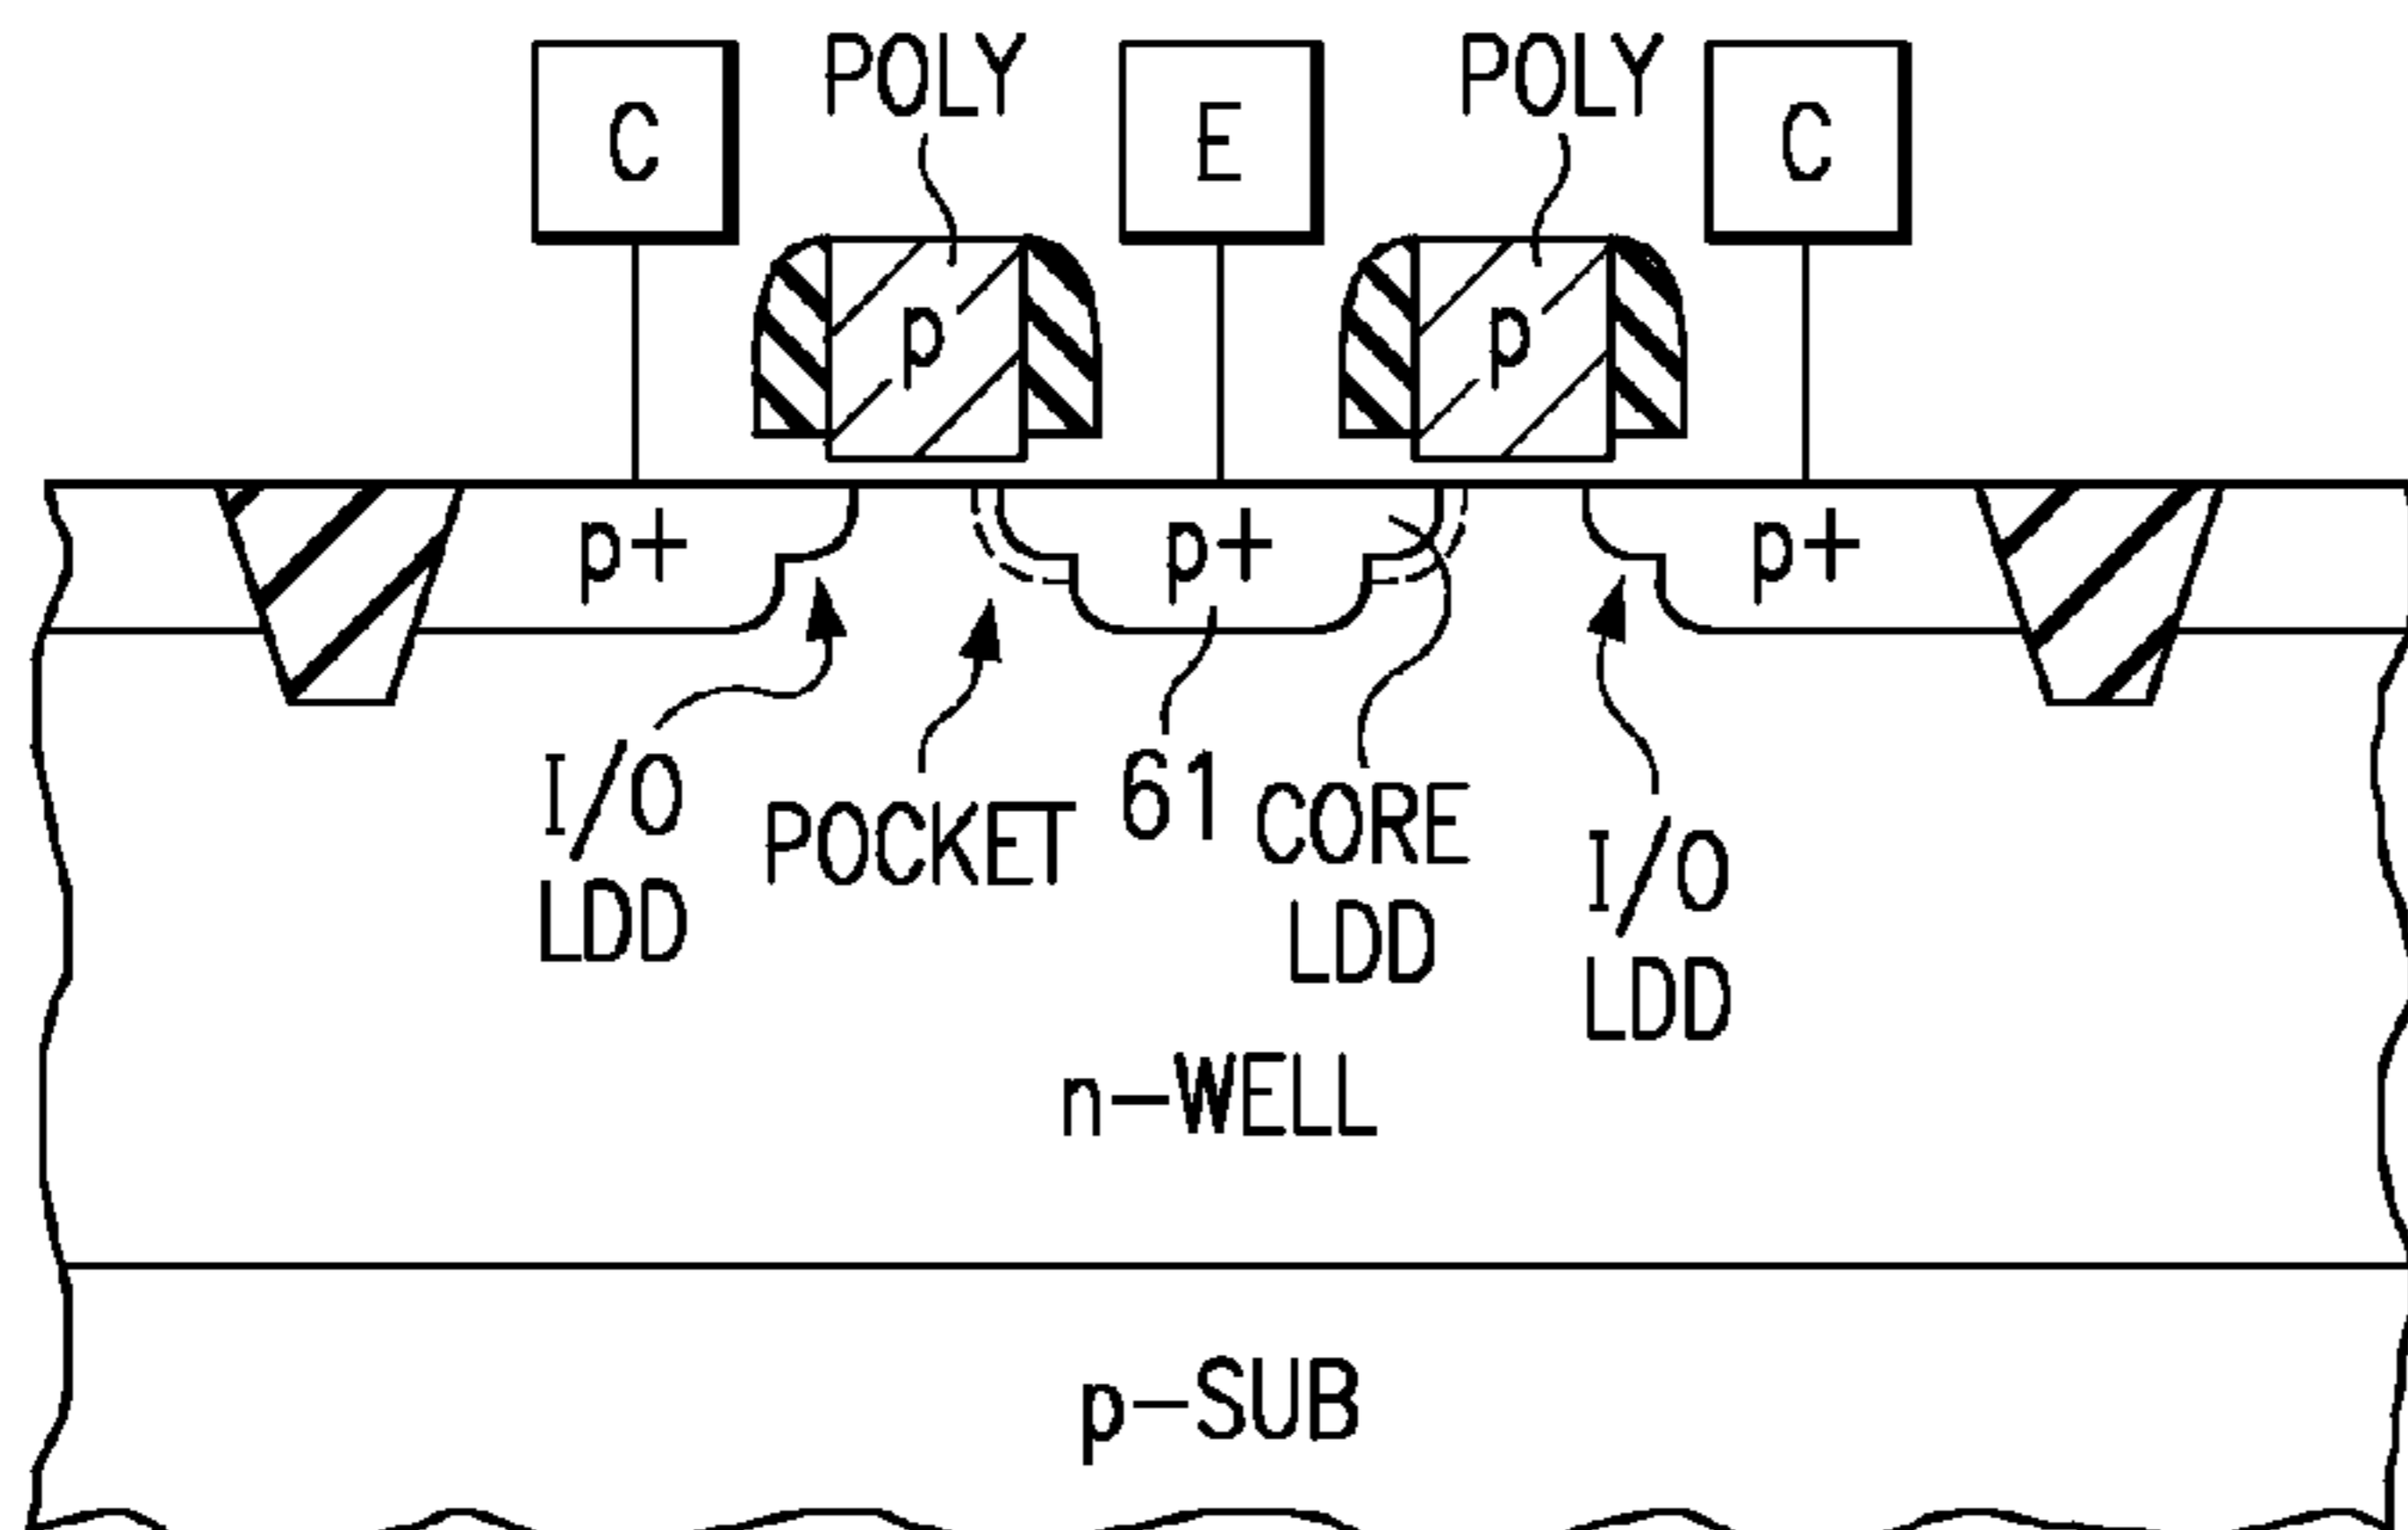 C POLY E POLY C
p p
p+ p+ p+
I/O LDD
POCKET
61
CORE LDD
I/O LDD
n-WELL
p-SUB